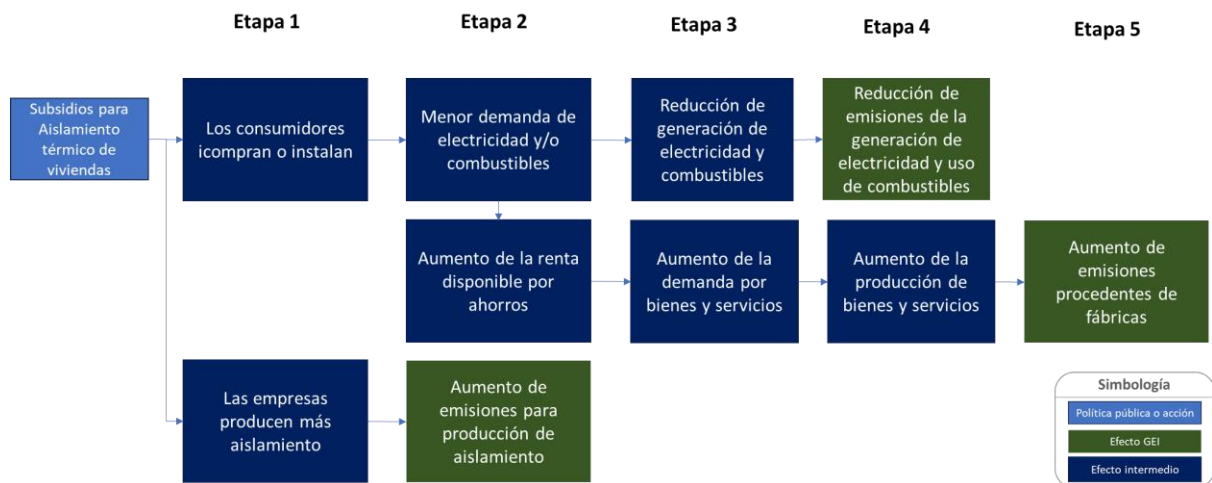 Etapa 1
Etapa 2
Etapa 3
Etapa 4
Etapa 5
Subsidios para
Aislamiento
térmico de
viviendas
Los consumidores
icompran o instalan
Menor demanda de
electricidad y/o
combustibles
Reducción de
generación de
electricidad y
combustibles
Reducción de
emisiones de la
generación de
electricidad y uso
de combustibles
Aumento de la renta
disponible por
ahorros
Aumento de la
demanda por
bienes y servicios
Aumento de la
producción de
bienes y servicios
Aumento de
emisiones
procedentes de
fábricas
Las empresas
producen más
aislamiento
Aumento de
emisiones para
producción de
aislamiento
Simbología
Política pública o acción
Efecto GEI
Efecto intermedio